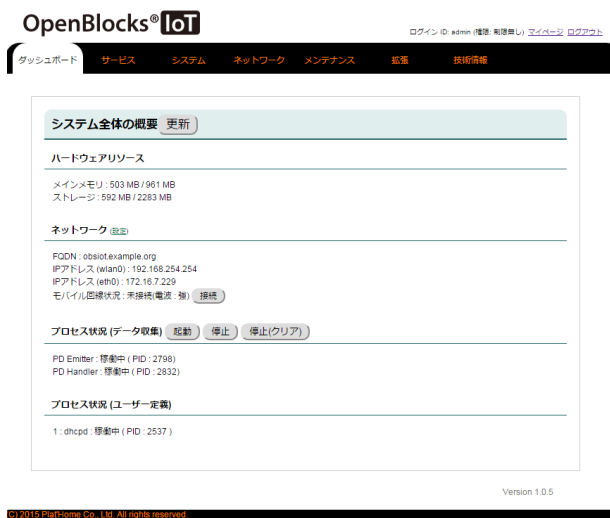 OpenBlocks® IoT
ログイン ID: admin (権限: 制限無し) マイページ ログアウト
ダッシュボード サービス システム ネットワーク メンテナンス 拡張 技術情報
システム全体の概要 更新
ハードウェアリソース
メインメモリ : 503 MB / 961 MB
ストレージ : 592 MB / 2283 MB
ネットワーク (設定)
FQDN : obsiot.example.org
IPアドレス (wlan0) : 192.168.254.254
IPアドレス (eth0) : 172.16.7.229
モバイル回線状況 : 未接続(電波 : 強) 接続
プロセス状況 (データ収集) 起動 停止 停止(クリア)
PD Emitter : 稼働中 ( PID : 2798)
PD Handler : 稼働中 ( PID : 2832)
プロセス状況 (ユーザー定義)
1 : dhcpd : 稼働中 ( PID : 2537 )
Version 1.0.5
C) 2015 Plat'Home Co., Ltd. All rights reserved.